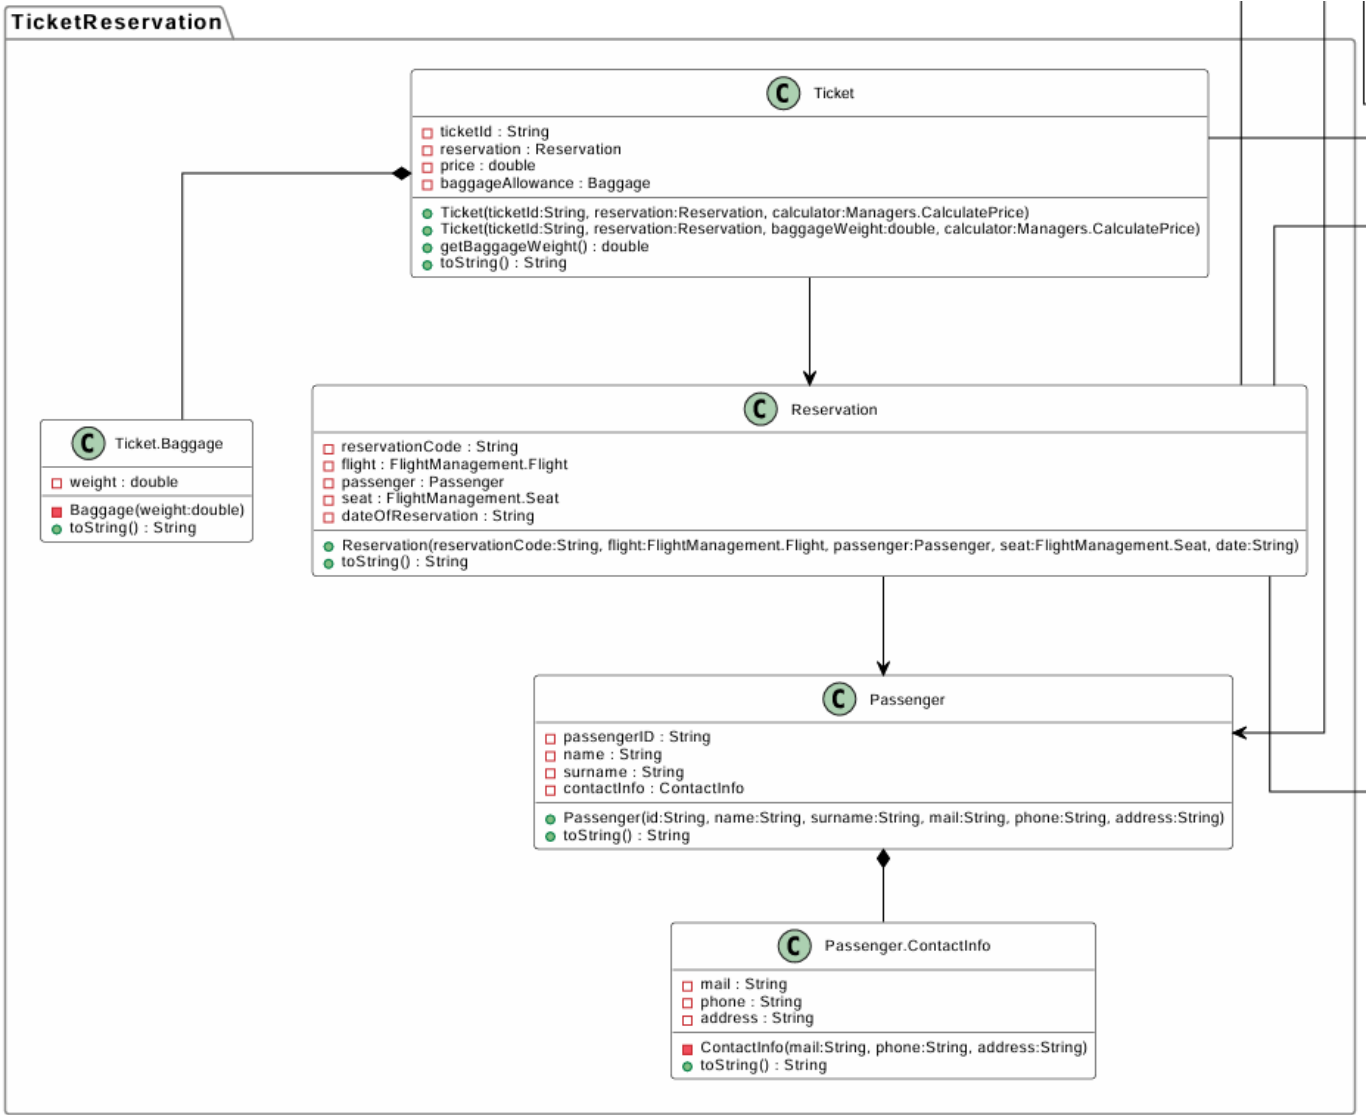 TicketReservation
C Ticket
ticketId : String
reservation : Reservation
price : double
baggageAllowance : Baggage
Ticket(ticketId:String, reservation:Reservation, calculator:Managers.CalculatePrice)
Ticket(ticketId:String, reservation:Reservation, baggageWeight:double, calculator:Managers.CalculatePrice)
getBaggageWeight() : double
toString() : String
C Ticket.Baggage
weight : double
Baggage(weight:double)
toString() : String
C Reservation
reservationCode : String
flight : FlightManagement.Flight
passenger : Passenger
seat : FlightManagement.Seat
dateOfReservation : String
Reservation(reservationCode:String, flight:FlightManagement.Flight, passenger:Passenger, seat:FlightManagement.Seat, date:String)
toString() : String
C Passenger
passengerID : String
name : String
surname : String
contactInfo : ContactInfo
Passenger(id:String, name:String, surname:String, mail:String, phone:String, address:String)
toString() : String
C Passenger.ContactInfo
mail : String
phone : String
address : String
ContactInfo(mail:String, phone:String, address:String)
toString() : String